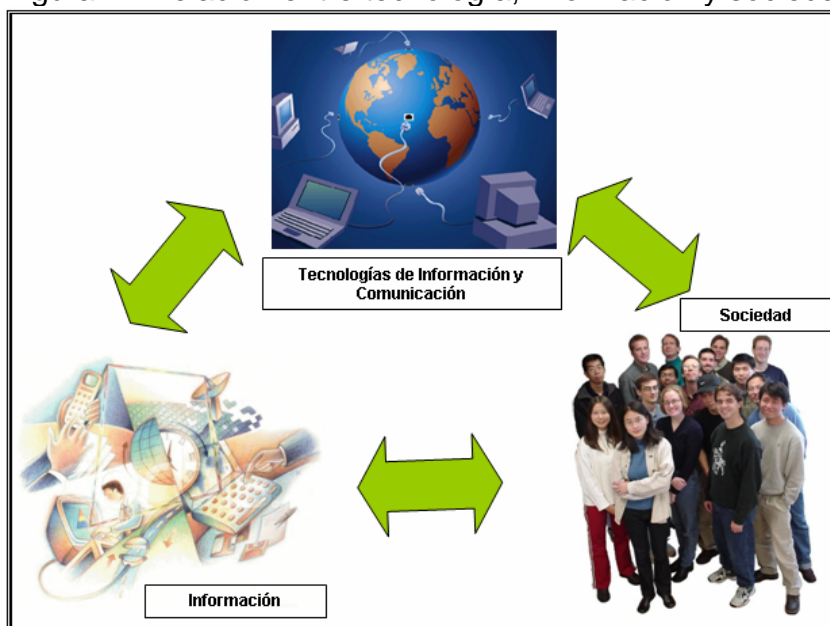 Tecnologías de Información y
Comunicación
Sociedad
Información